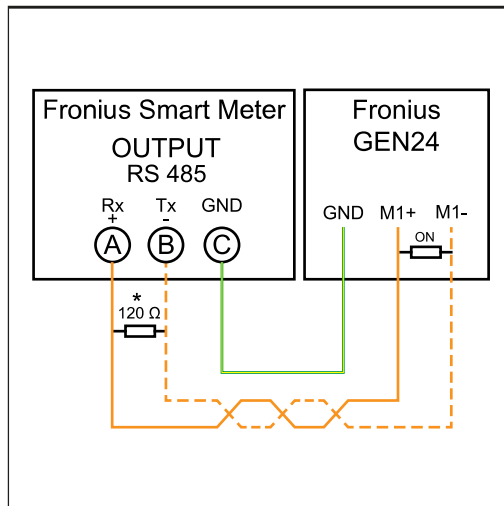 Fronius Smart Meter
OUTPUT
RS 485
Rx Tx GND
+ -
A B C
*
120 Ω
Fronius
GEN24
GND M1+ M1-
ON